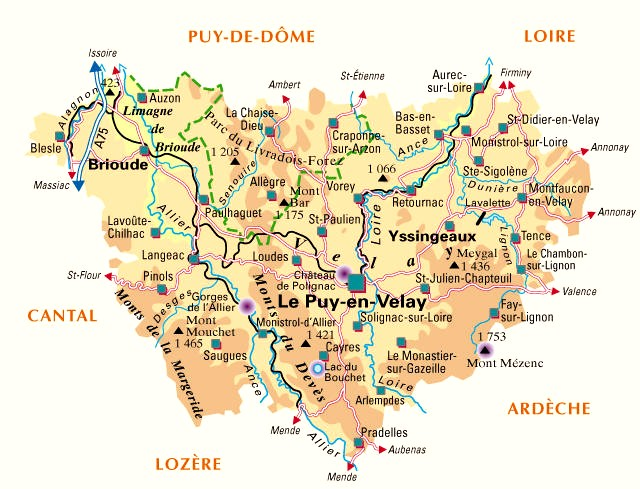 PUY-DE-DÔME
LOIRE
Issoire
423
Alagnon
A75
Auzon
Limagne
de
Brioude
Blesle
Brioude
Massiac
Ambert
St-Étienne
La Chaise-
Dieu
Parc du Livradois-Forez
Craponne-
sur-Arzon
1 205
Senouire
Allègre
Mont
Bar
1 175
Vorey
1 066
Ance
Bas-en-
Basset
Aurec-
sur-Loire
Firminy
St-Didier-en-Velay
Monistrol-sur-Loire
Ste-Sigolène
Annonay
Dunière
Lavalette
Montfaucon-
en-Velay
Annonay
Retournac
Paulhaguet
Lavoûte-
Chilhac
Allier
St-Paulien
Loire
Yssingeaux
Lignon
Tence
Le Chambon-
sur-Lignon
Meygal
1 436
Langeac
Loudes
Velay
Château
de Polignac
St-Julien-Chapteuil
Valence
St-Flour
Pinols
Desges
Gorges
de l'Allier
Le Puy-en-Velay
CANTAL
Monts de la Margeride
Mont
Mouchet
1 465
Saugues
Monistrol-d'Allier
Monts du Devès
1 421
Solignac-sur-Loire
Fay-
sur-Lignon
1 753
Mont Mézenc
Cayres
Lac du
Bouchet
Le Monastier-
sur-Gazeille
Ance
Loire
Arlempdes
ARDÈCHE
Mende
Allier
Pradelles
Aubenas
LOZÈRE
Mende